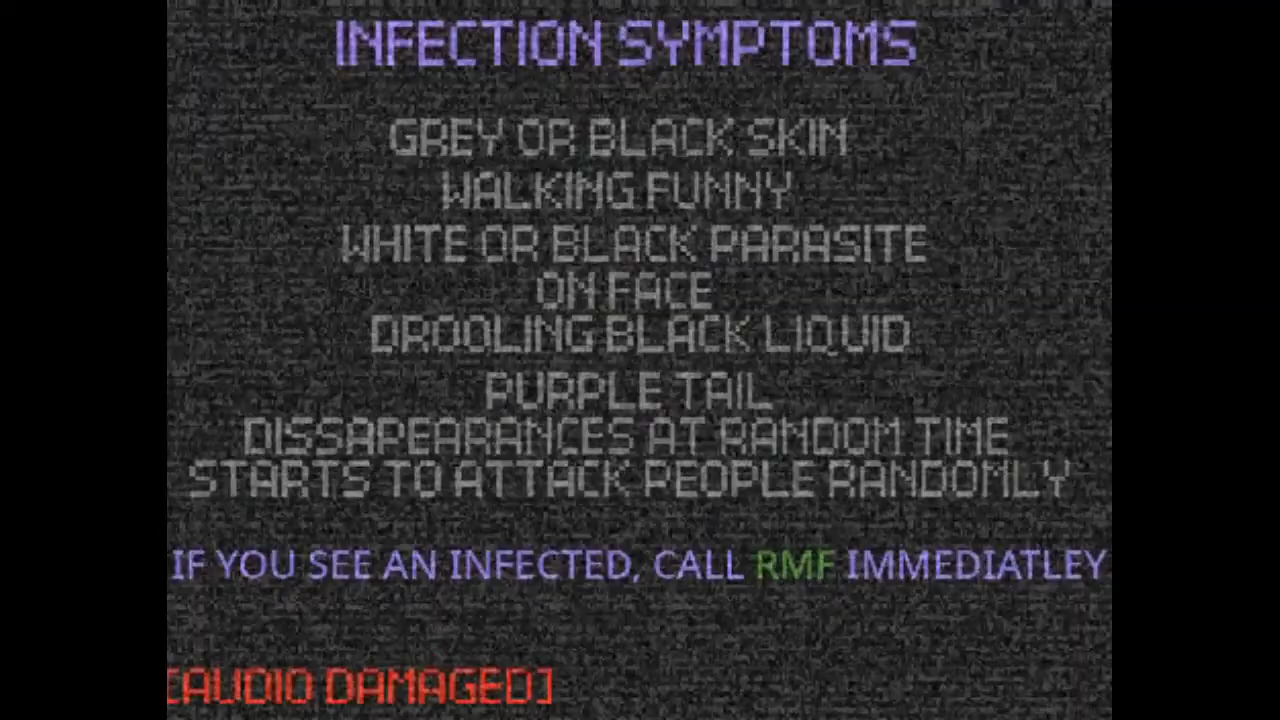 INFECTION SYMPTOMS
GREY OR BLACK SKIN
WALKING FUNNY
WHITE OR BLACK PARASITE
ON FACE
DROOLING BLACK LIQUID
PURPLE TAIL
DISSAPEARANCES AT RANDOM TIME
STARTS TO ATTACK PEOPLE RANDOMLY
IF YOU SEE AN INFECTED, CALL RMF IMMEDIATLEY
[AUDIO DAMAGED]